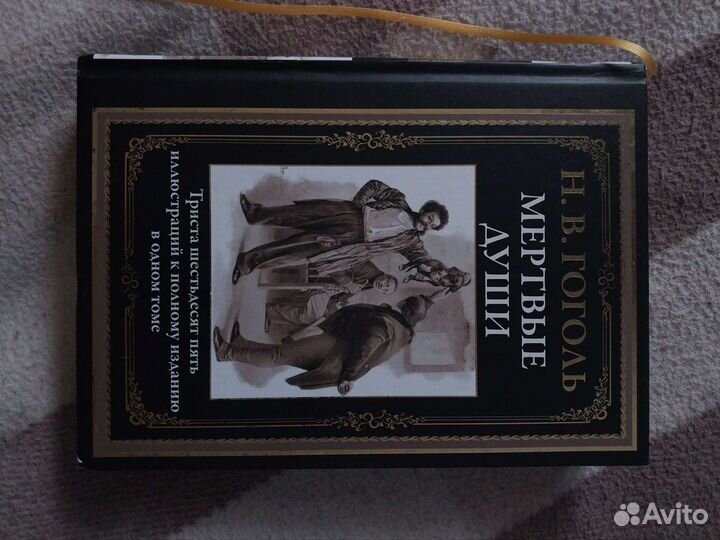 Н. В. ГОГОЛЬ
МЕРТВЫЕ
ДУШИ
Триста шестьдесят пять
иллюстраций к полному изданию
в одном томе
Avito